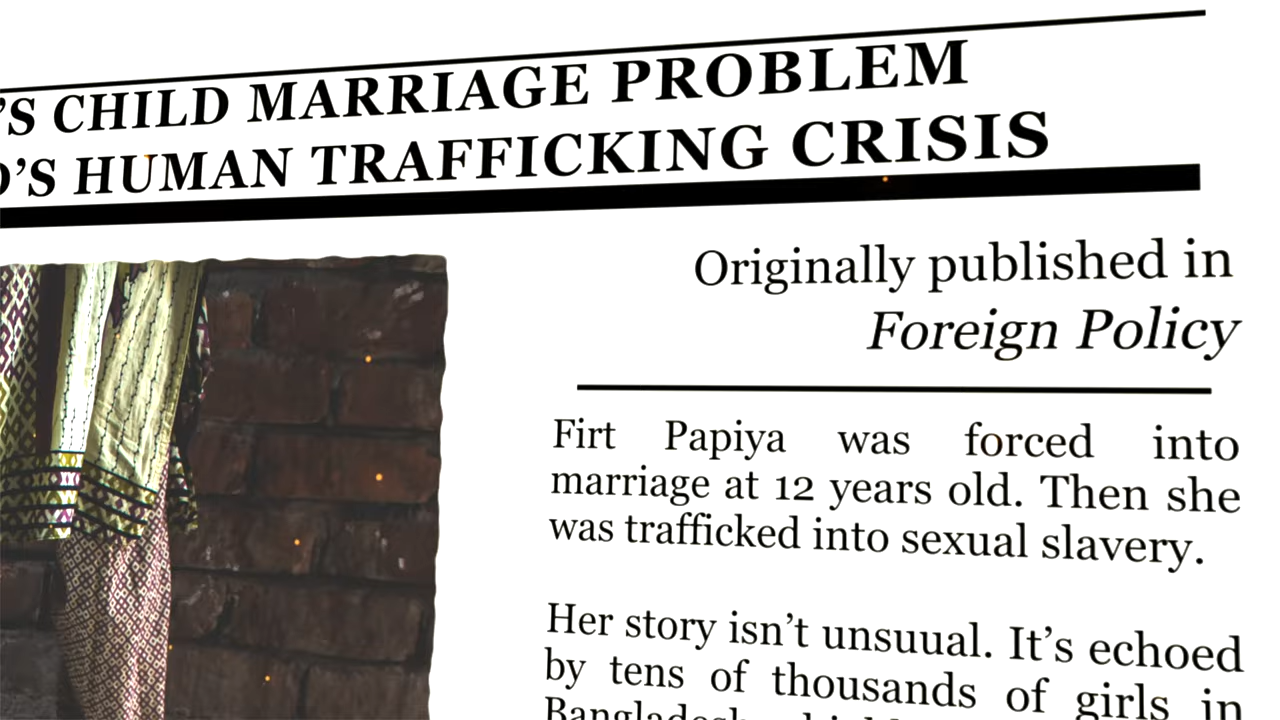 'S CHILD MARRIAGE PROBLEM
'S HUMAN TRAFFICKING CRISIS
Originally published in
Foreign Policy
Firt Papiya was forced into
marriage at 12 years old. Then she
was trafficked into sexual slavery.
Her story isn't unsuual. It's echoed
by tens of thousands of girls in